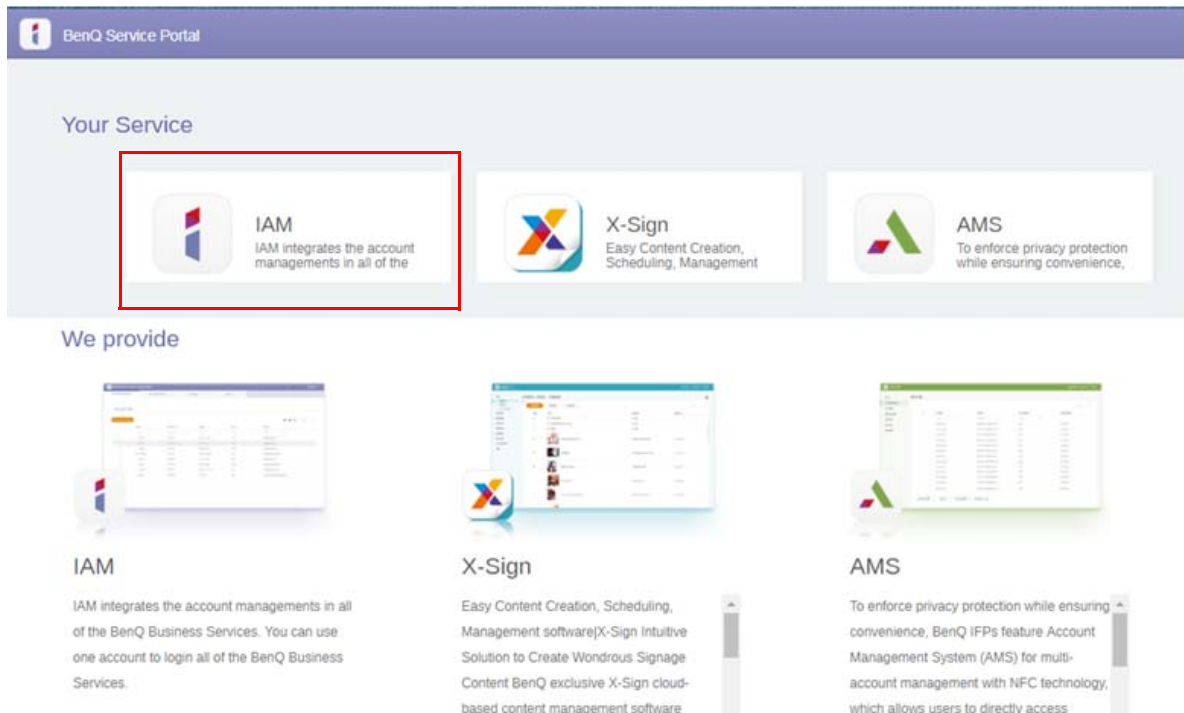 BenQ Service Portal
Your Service
IAM
IAM integrates the account
managements in all of the
X-Sign
Easy Content Creation,
Scheduling, Management
AMS
To enforce privacy protection
while ensuring convenience,
We provide
IAM
IAM integrates the account managements in all
of the BenQ Business Services. You can use
one account to login all of the BenQ Business
Services.
X-Sign
Easy Content Creation, Scheduling,
Management software|X-Sign Intuitive
Solution to Create Wondrous Signage
Content BenQ exclusive X-Sign cloud-
based content management software
AMS
To enforce privacy protection while ensuring
convenience, BenQ IFPs feature Account
Management System (AMS) for multi-
account management with NFC technology,
which allows users to directly access